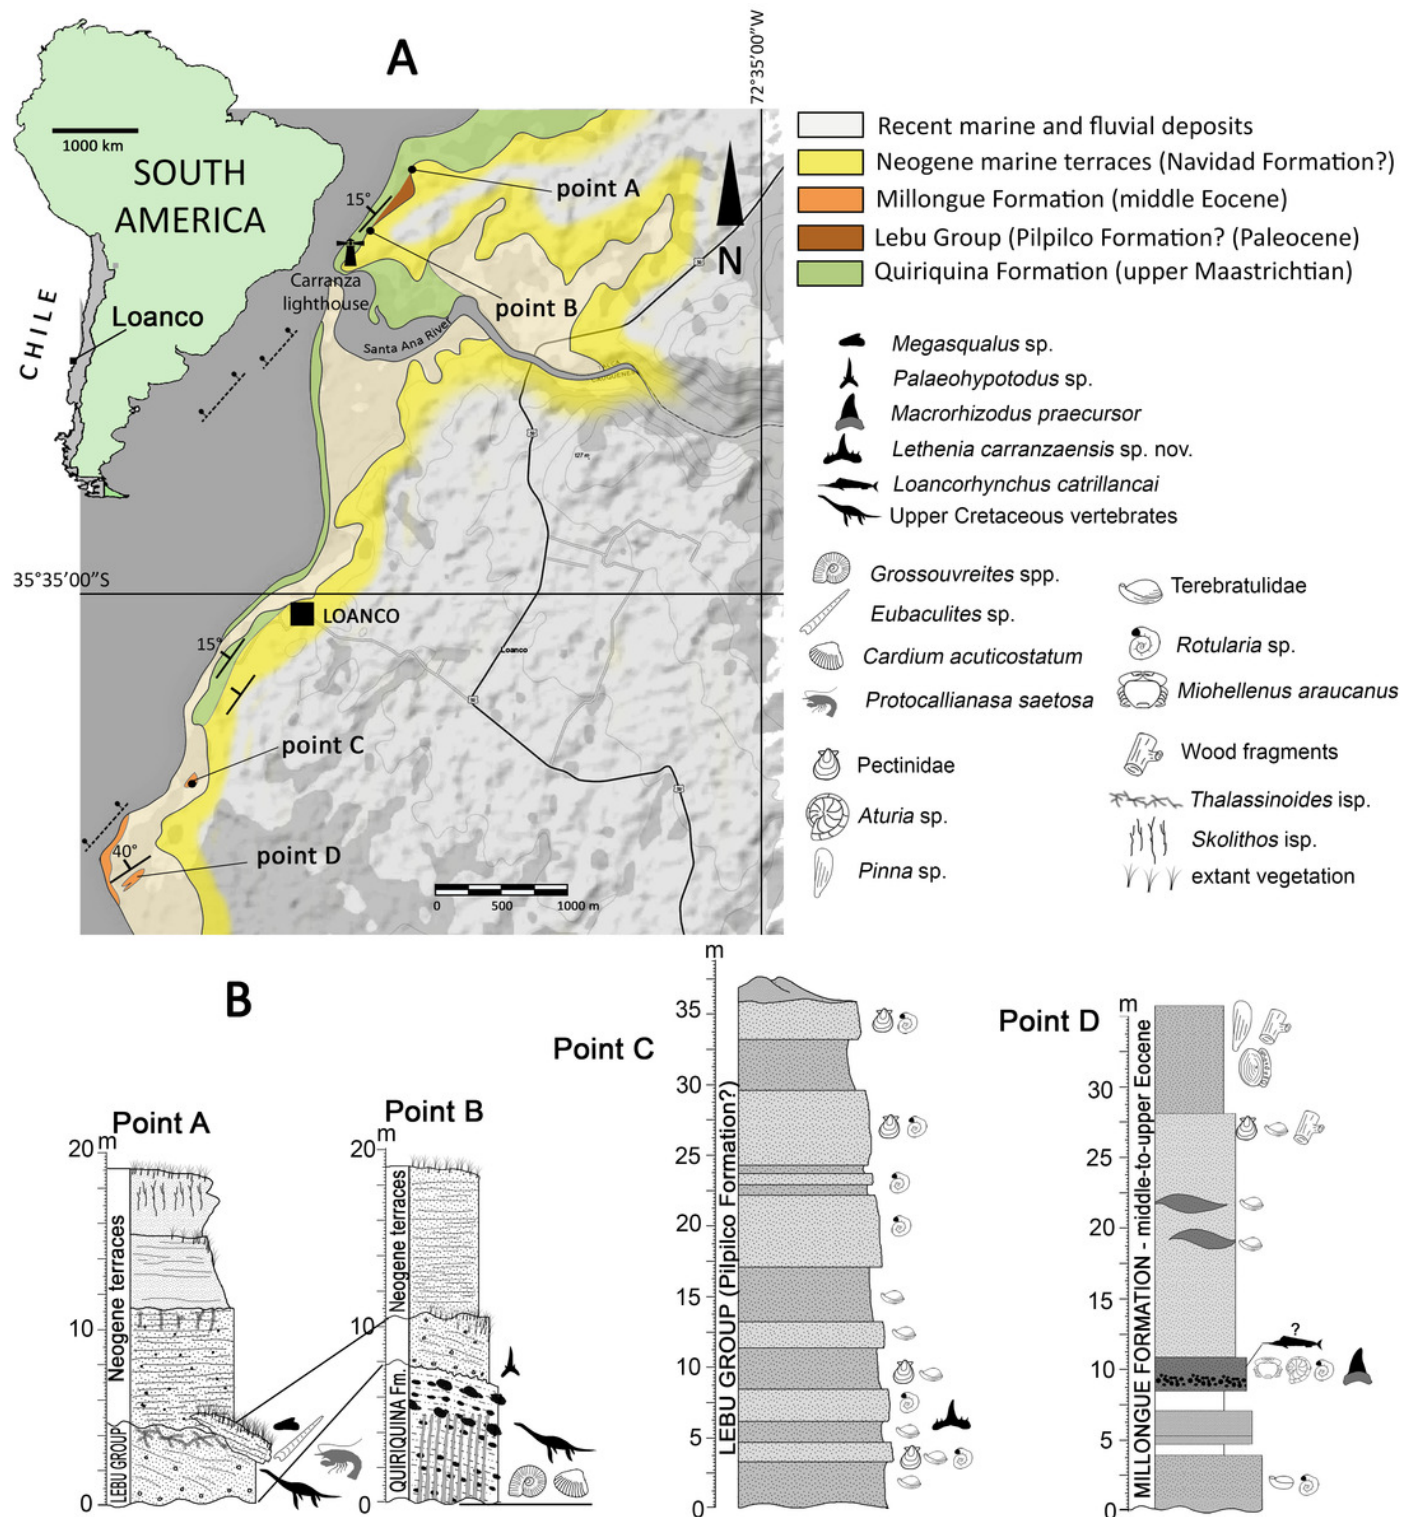 A
72°35'00"W
1000 km
SOUTH
AMERICA
CHILE
Loanco
15°
point A
N
Carranza
lighthouse
point B
Santa Ana River
35°35'00"S
LOANCO
Loanco
15°
point C
40°
point D
0 500 1000 m
Recent marine and fluvial deposits
Neogene marine terraces (Navidad Formation?)
Millongue Formation (middle Eocene)
Lebu Group (Pilpilco Formation? (Paleocene)
Quiriquina Formation (upper Maastrichtian)
Megasqualus sp.
Palaeohypotodus sp.
Macrorhizodus praecursor
Lethenia carranzaensis sp. nov.
Loancorhynchus catrillancai
Upper Cretaceous vertebrates
Grossouvreites spp.
Eubaculites sp.
Cardium acuticostatum
Protocallianasa saetosa
Pectinidae
Aturia sp.
Pinna sp.
Terebratulidae
Rotularia sp.
Miohellenus araucanus
Wood fragments
Thalassinoides isp.
Skolithos isp.
extant vegetation
B
Point A
20 m
10
0
Neogene terraces
LEBU GROUP
Point B
20 m
10
0
Neogene terraces
QUIRIQUINA Fm.
Point C
m
35
30
25
20
15
10
5
0
LEBU GROUP (Pilpilco Formation?)
Point D
m
30
25
20
15
10
5
0
MILLONGUE FORMATION - middle-to-upper Eocene
?